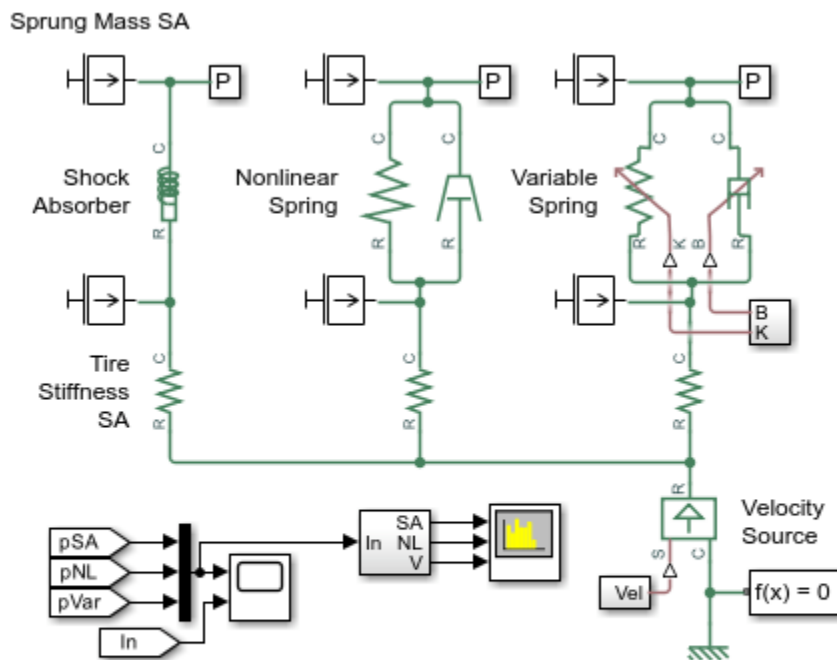 Sprung Mass SA
P
P
P
C
C
C
C
C
Shock
Absorber
Nonlinear
Spring
Variable
Spring
R
R
R
R
K
B
R
B
K
Tire
Stiffness
SA
C
C
C
R
R
R
R
Velocity
Source
S
C
pSA
pNL
pVar
In
In
SA
NL
V
Vel
f(x) = 0